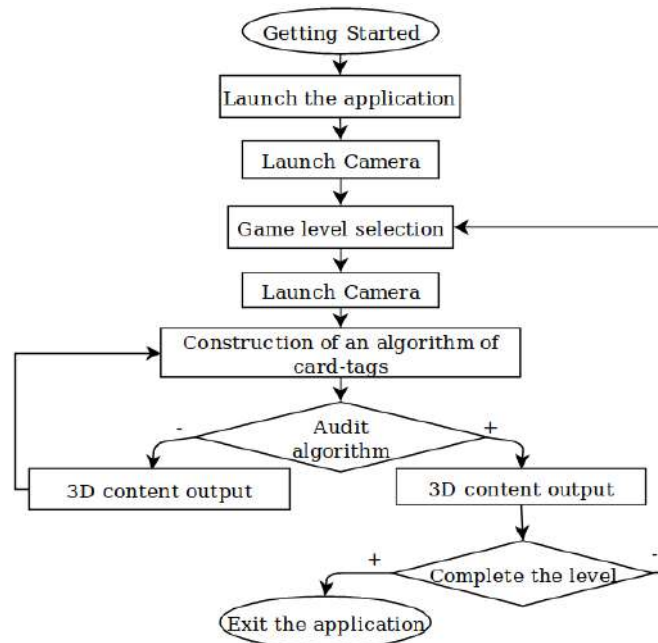 Getting Started
Launch the application
Launch Camera
Game level selection
Launch Camera
Construction of an algorithm of
card-tags
-
Audit
algorithm
+
3D content output
3D content output
+
Complete the level
-
Exit the application